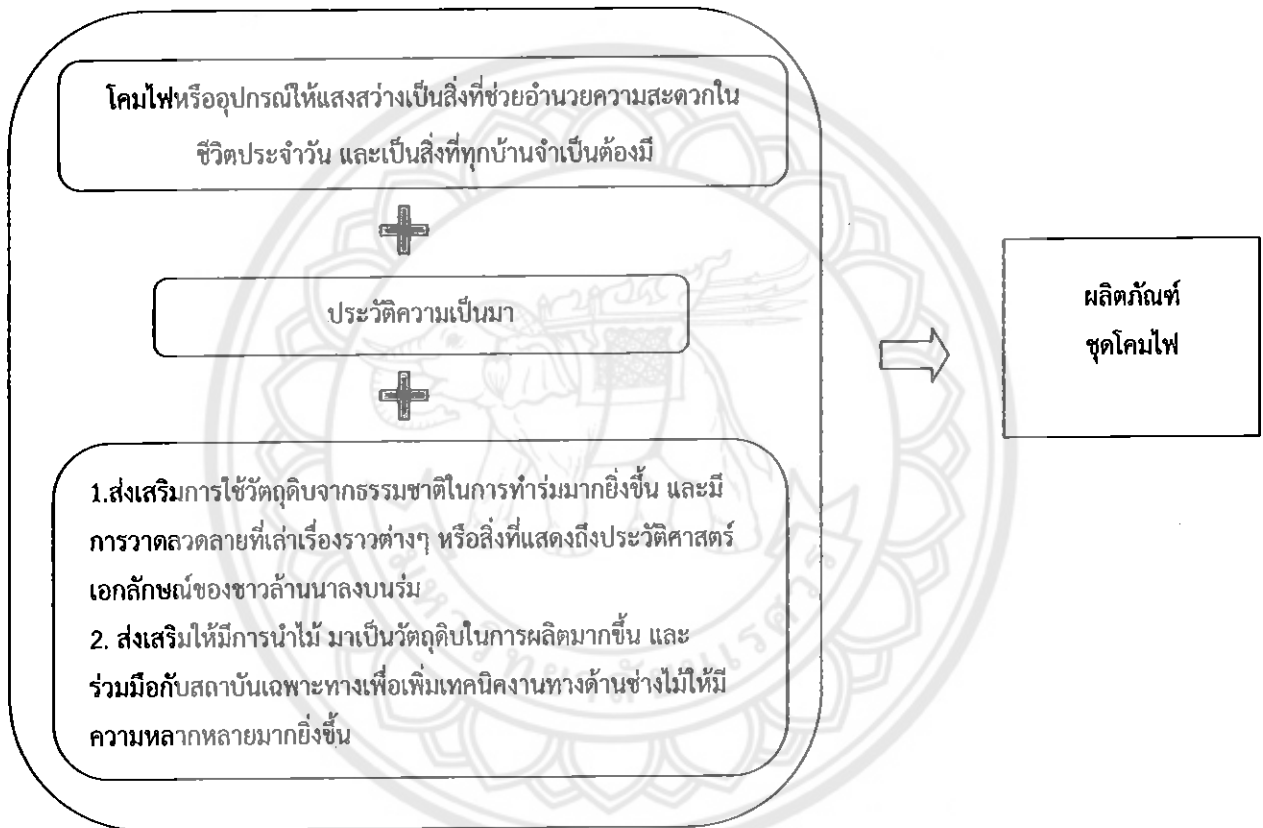 โคมไฟหรืออุปกรณ์ให้แสงสว่างเป็นสิ่งที่ช่วยอำนวยความสะดวกใน
ชีวิตประจำวัน และเป็นสิ่งที่ทุกบ้านจำเป็นต้องมี
ประวัติความเป็นมา
1.ส่งเสริมการใช้วัตถุดิบจากธรรมชาติในการทำร่มมากยิ่งขึ้น และมี
การวาดลวดลายที่เล่าเรื่องราวต่างๆ หรือสิ่งที่แสดงถึงประวัติศาสตร์
เอกลักษณ์ของชาวล้านนาลงบนร่ม
2. ส่งเสริมให้มีการนำไม้ มาเป็นวัตถุดิบในการผลิตมากขึ้น และ
ร่วมมือกับสถาบันเฉพาะทางเพื่อเพิ่มเทคนิคงานทางด้านช่างไม้ให้มี
ความหลากหลายมากยิ่งขึ้น
ผลิตภัณฑ์
ชุดโคมไฟ
มหาวิทยาลัยนเรศวร